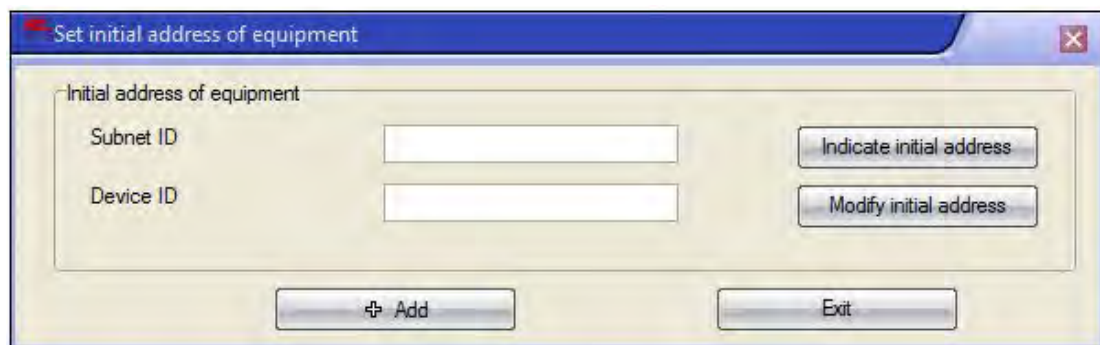 Set initial address of equipment
Initial address of equipment
Subnet ID
Indicate initial address
Device ID
Modify initial address
Add
Exit